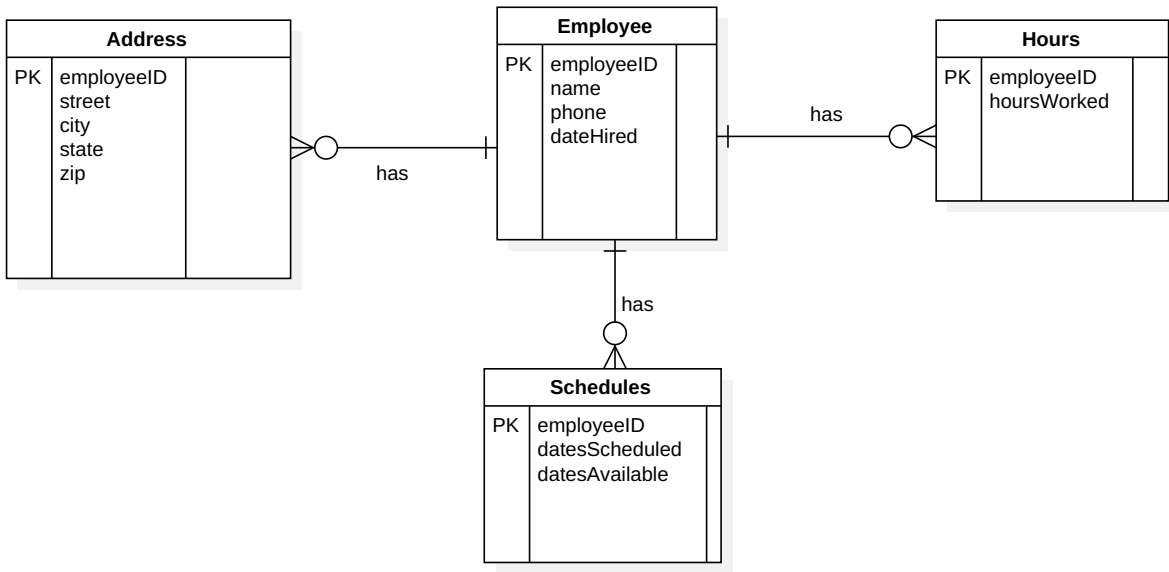 Address
PK employeeID
street
city
state
zip
has
Employee
PK employeeID
name
phone
dateHired
has
Hours
PK employeeID
hoursWorked
has
Schedules
PK employeeID
datesScheduled
datesAvailable